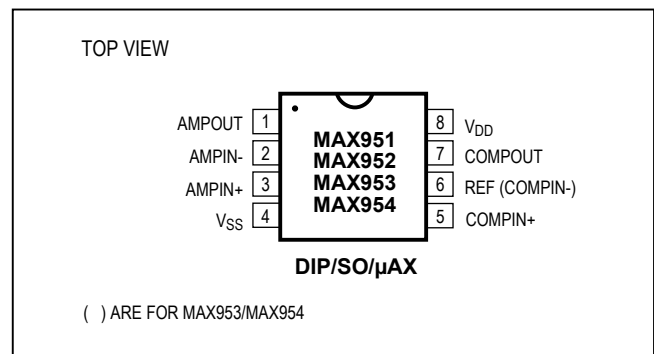 TOP VIEW
AMPOUT 1
AMPIN- 2
AMPIN+ 3
VSS 4
MAX951
MAX952
MAX953
MAX954
8 VDD
7 COMPOUT
6 REF (COMPIN-)
5 COMPIN+
DIP/SO/µAX
( ) ARE FOR MAX953/MAX954